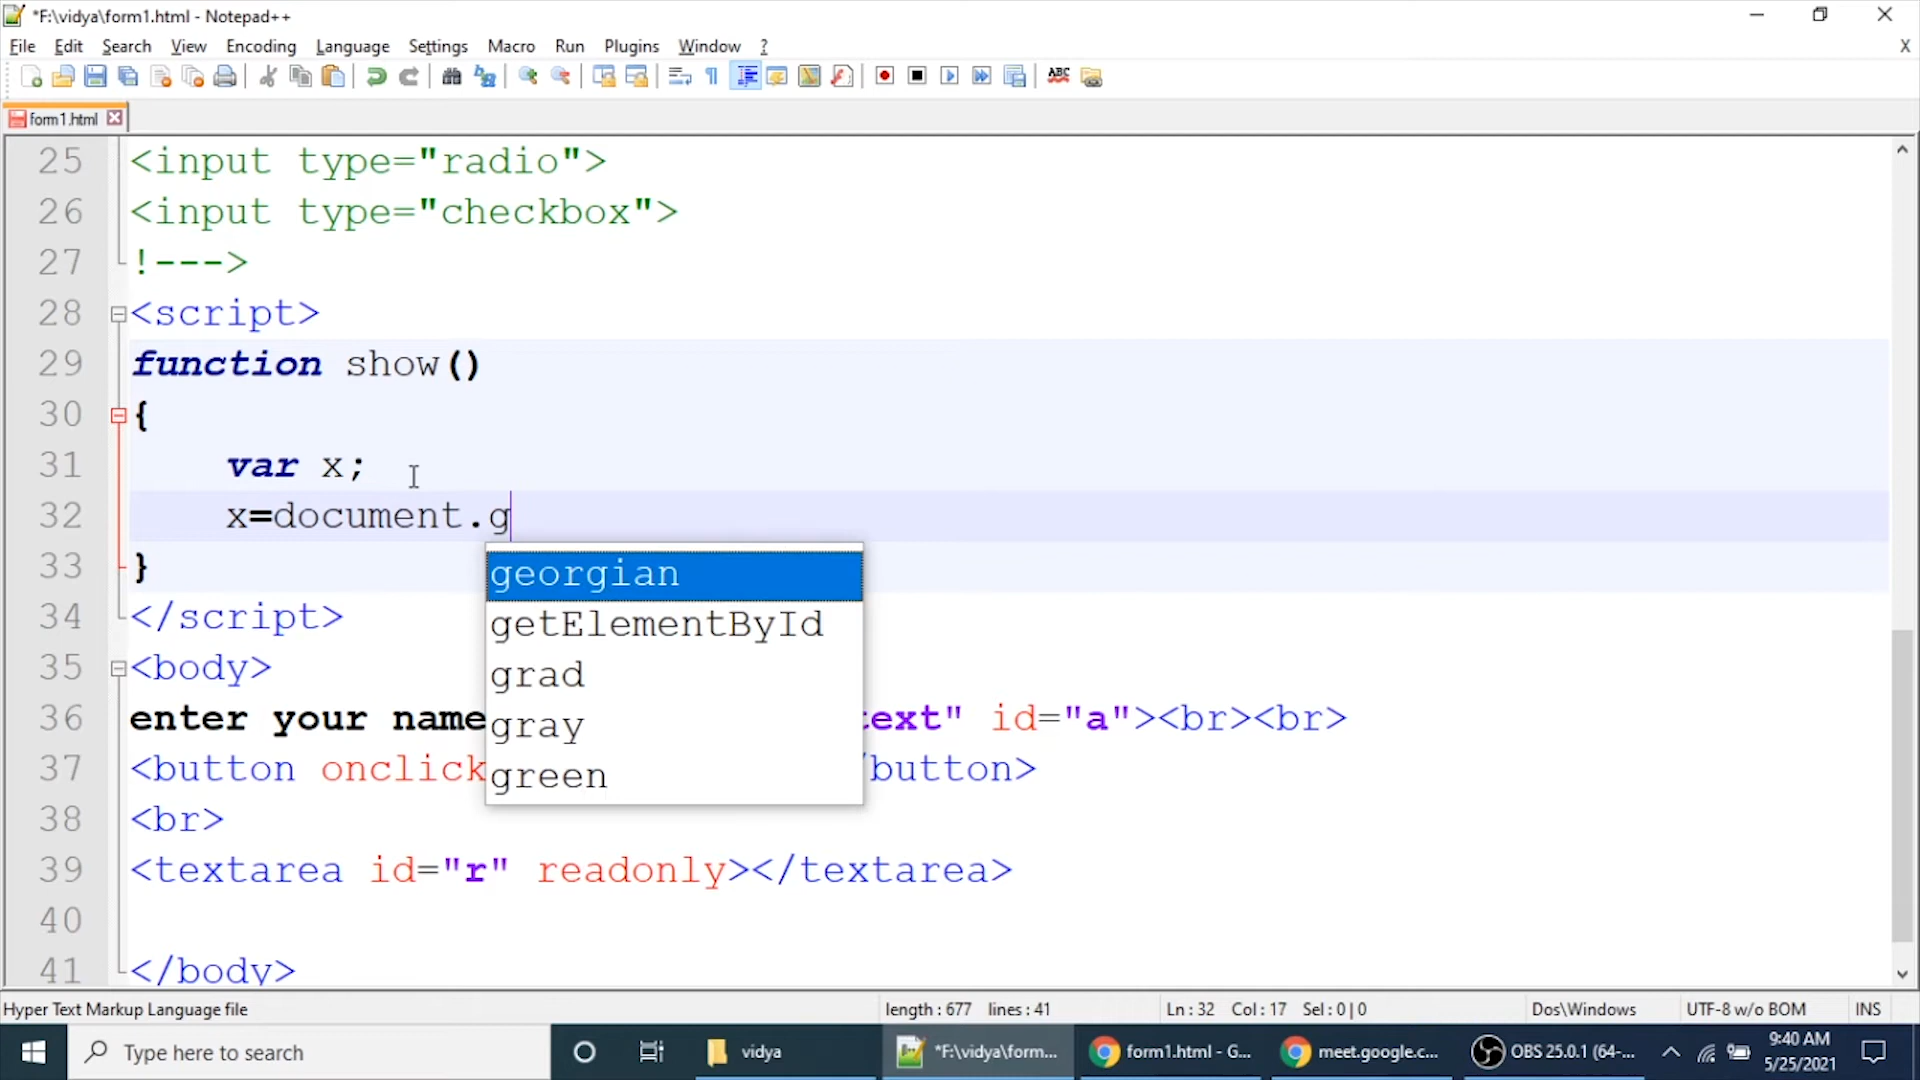 *F:\vidya\form1.html - Notepad++
File Edit Search View Encoding Language Settings Macro Run Plugins Window ? X
ABC
form1.html
25 <input type="radio">
26 <input type="checkbox">
27 !--->
28 <script>
29 function show()
30 {
31 var x;
32 x=document.g
33 }
georgian
34 </script>
getElementById
35 <body>
grad
36 enter your name text" id="a"><br><br>
gray
37 <button onclick /button>
green
38 <br>
39 <textarea id="r" readonly></textarea>
40
41 </body>
Hyper Text Markup Language file length : 677 lines : 41 Ln : 32 Col : 17 Sel : 0 | 0 Dos\Windows UTF-8 w/o BOM INS
Type here to search vidya *F:\vidya\form... form1.html - G... meet.google.c... OBS 25.0.1 (64-... 9:40 AM
5/25/2021